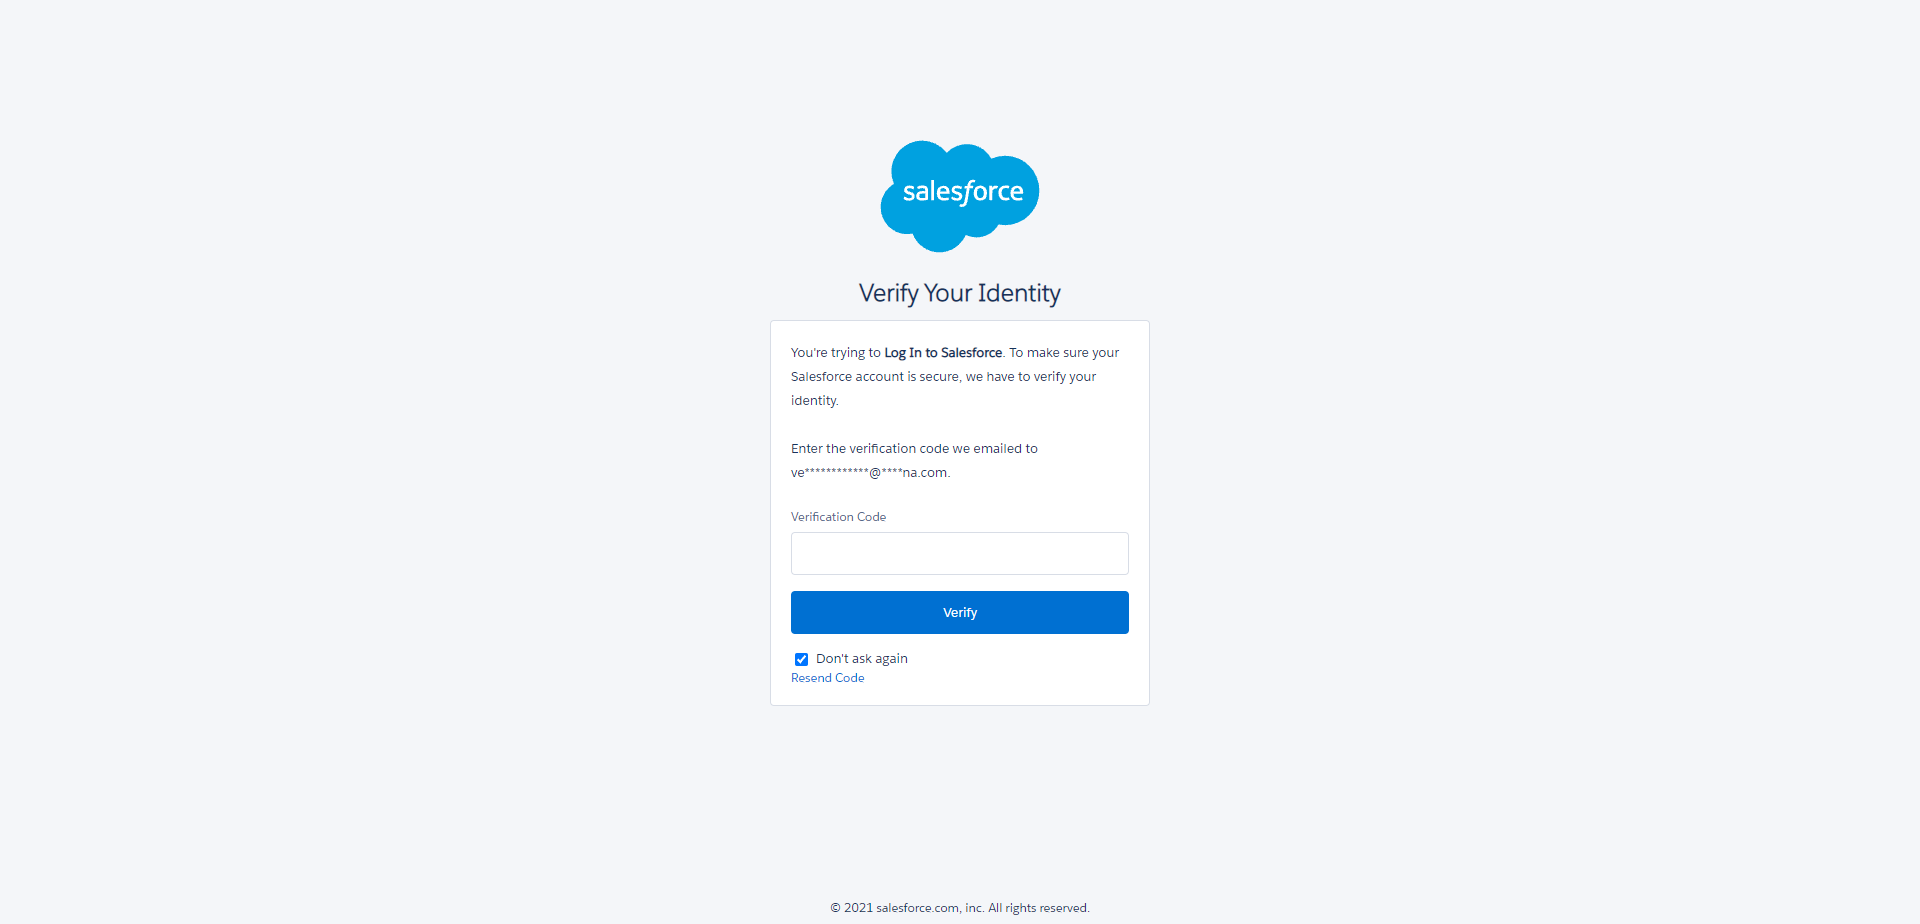 salesforce
Verify Your Identity
You're trying to Log In to Salesforce. To make sure your
Salesforce account is secure, we have to verify your
identity.
Enter the verification code we emailed to
ve************@****na.com.
Verification Code
Verify
Don't ask again
Resend Code
© 2021 salesforce.com, inc. All rights reserved.